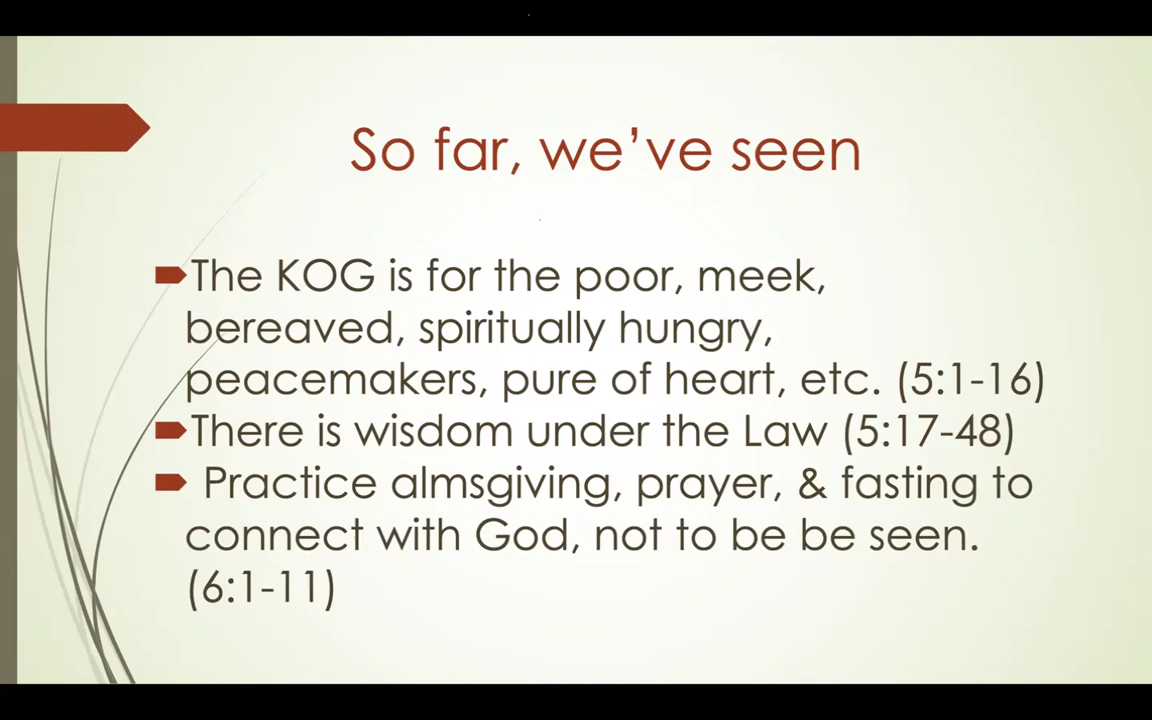 So far, we've seen
The KOG is for the poor, meek,
bereaved, spiritually hungry,
peacemakers, pure of heart, etc. (5:1-16)
There is wisdom under the Law (5:17-48)
Practice almsgiving, prayer, & fasting to
connect with God, not to be be seen.
(6:1-11)